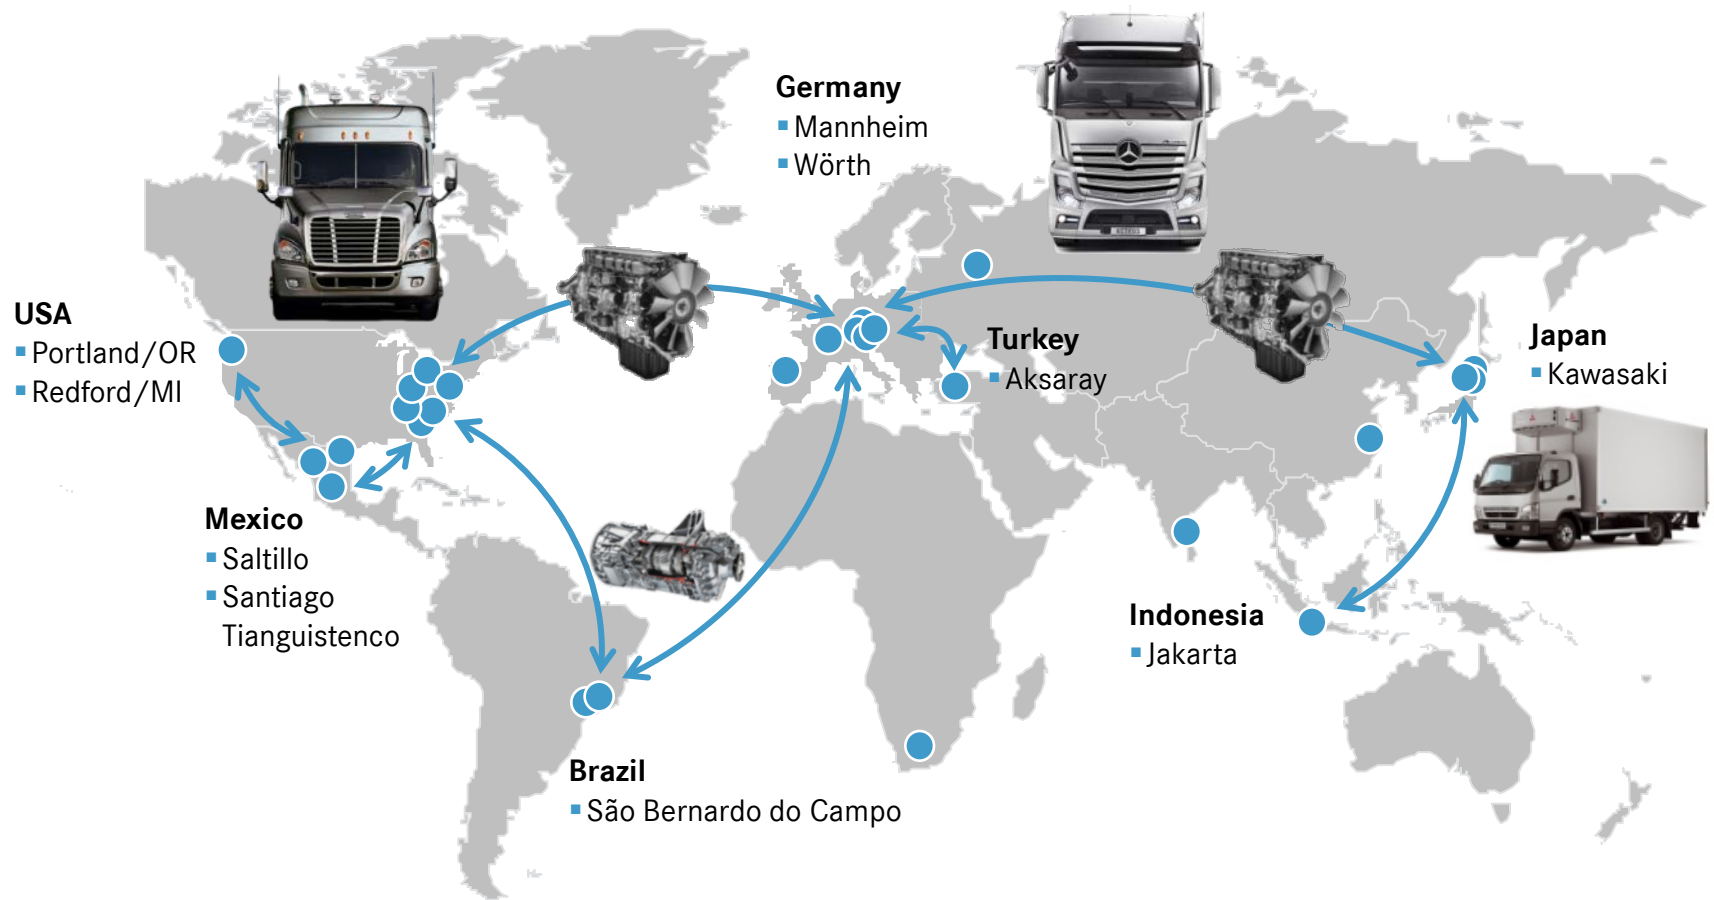 Germany
Mannheim
Wörth
USA
Portland/OR
Redford/MI
Turkey
Aksaray
Japan
Kawasaki
Mexico
Saltillo
Santiago
Tianguistenco
Indonesia
Jakarta
Brazil
São Bernardo do Campo
ACTROS